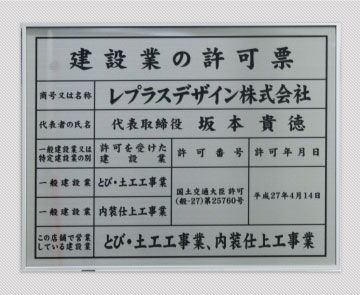 建設業の許可票
商号又は名称 レプラスデザイン株式会社
代表者の氏名 代表取締役 坂本貴徳
一般建設業又は
特定建設業の別
許可を受けた
建設業
許可番号
許可年月日
一般建設業 とび・土工工事業
国土交通大臣許可
(般-27)第25760号
平成27年4月14日
一般建設業 内装仕上工事業
この店舗で営業
している建設業
とび・土工工事業、内装仕上工事業